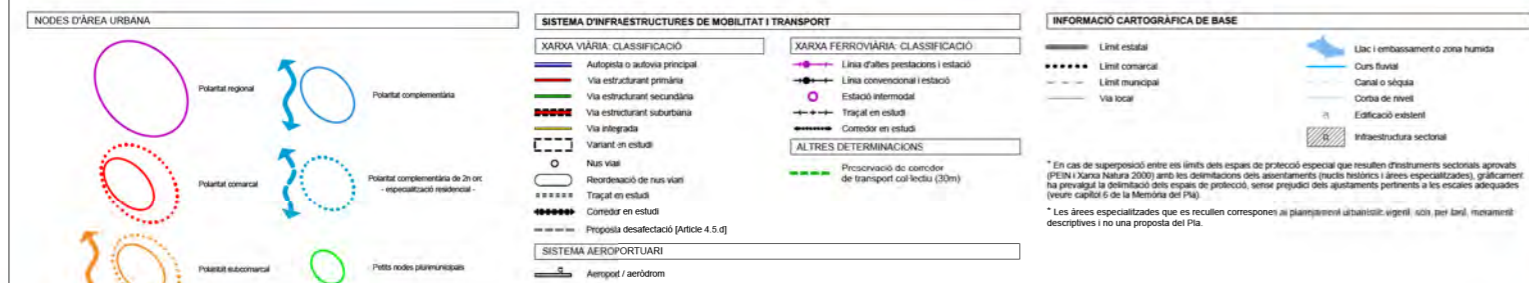 NODES D'ÀREA URBANA
Polaritat regional
Polaritat complementària
Polaritat comarcal
Polaritat complementària de 2n orc
- especialització residencial -
Polaritat subcomarcal
Petits nodes plurimunicipals
SISTEMA D'INFRAESTRUCTURES DE MOBILITAT I TRANSPORT
XARXA VIÀRIA: CLASSIFICACIÓ
Autopista o autovia principal
Via estructurant primària
Via estructurant secundària
Via estructurant suburbana
Via integrada
Variant en estudi
Nus viari
Reordenació de nus viari
Traçat en estudi
Corredor en estudi
Proposta desafectació [Article 4.5.d]
XARXA FERROVIÀRIA: CLASSIFICACIÓ
Línia d'altes prestacions i estació
Línia convencional i estació
Estació intermodal
Traçat en estudi
Corredor en estudi
ALTRES DETERMINACIONS
Preservació de corredor
de transport col·lectiu (30m)
SISTEMA AEROPORTUARI
Aeroport / aeròdrom
INFORMACIÓ CARTOGRÀFICA DE BASE
Límit estatal
Límit comarcal
Límit municipal
Via local
Llac i embassament o zona humida
Curs fluvial
Canal o sèquia
Corba de nivell
Edificació existent
Infraestructura sectorial
* En cas de superposició entre els límits dels espais de protecció especial que resulten d'instruments sectorials aprovats
(PEIN i Xarxa Natura 2000) amb les delimitacions dels assentaments (nuclis històrics i àrees especialitzades), gràficament
ha prevalgut la delimitació dels espais de protecció, sense prejudici dels ajustaments pertinents a les escales adequades
(veure capítol 6 de la Memòria del Pla).
* Les àrees especialitzades que es recullen corresponen al planejament urbanístic vigent, són, per tant, merament
descriptives i no una proposta del Pla.